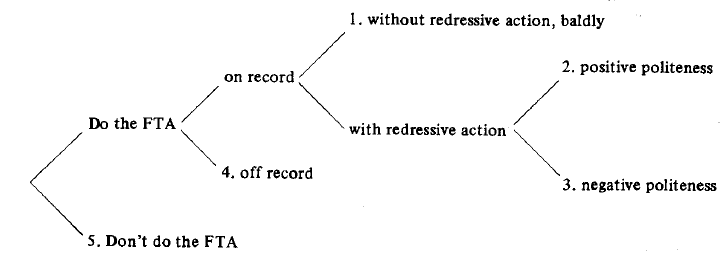 1. without redressive action, baldly
2. positive politeness
on record
Do the FTA
with redressive action
4. off record
3. negative politeness
5. Don't do the FTA